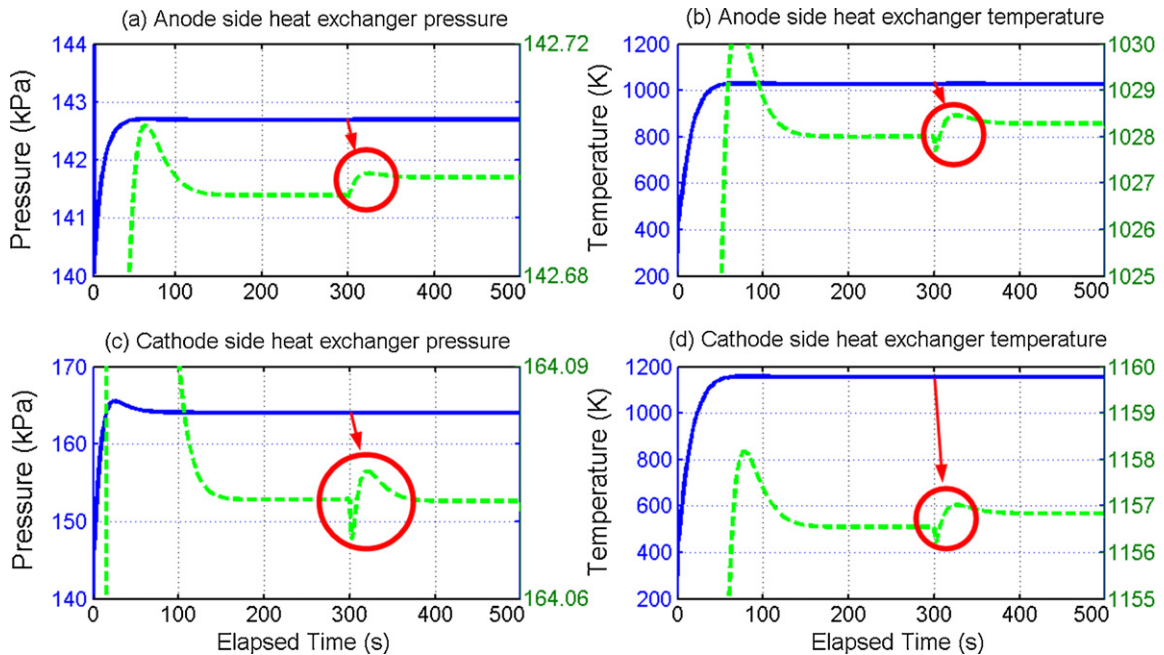 (a) Anode side heat exchanger pressure
144
143
142
141
140
Pressure (kPa)
142.72
142.68
0 100 200 300 400 500
(b) Anode side heat exchanger temperature
1200
1000
800
600
400
200
Temperature (K)
1030
1029
1028
1027
1026
1025
0 100 200 300 400 500
(c) Cathode side heat exchanger pressure
170
160
150
140
Pressure (kPa)
164.09
164.06
0 100 200 300 400 500
Elapsed Time (s)
(d) Cathode side heat exchanger temperature
1200
1000
800
600
400
200
Temperature (K)
1160
1159
1158
1157
1156
1155
0 100 200 300 400 500
Elapsed Time (s)